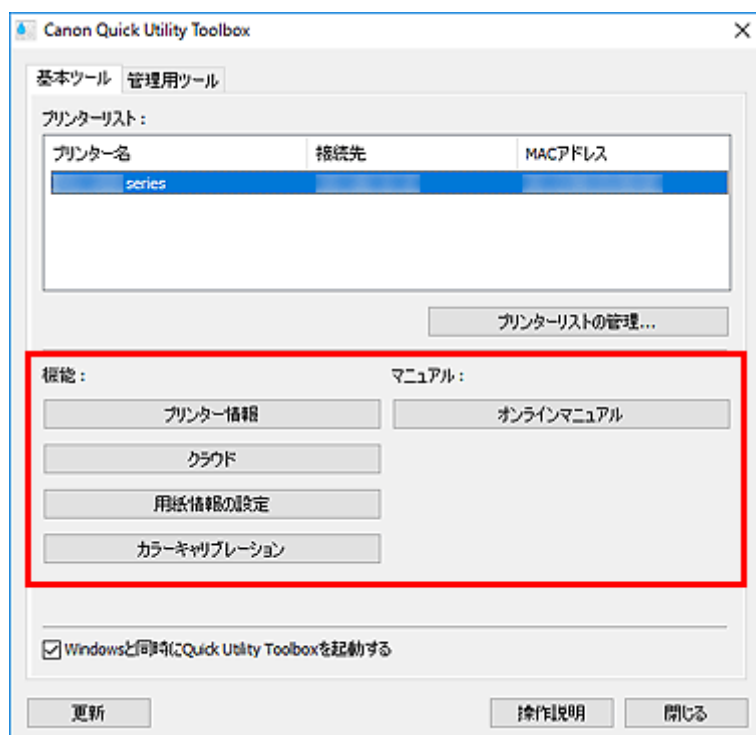 Canon Quick Utility Toolbox
基本ツール 管理用ツール
プリンターリスト：
プリンター名 接続先 MACアドレス
series
プリンターリストの管理...
機能： マニュアル：
プリンター情報 オンラインマニュアル
クラウド
用紙情報の設定
カラーキャリブレーション
Windowsと同時にQuick Utility Toolboxを起動する
更新 操作説明 閉じる